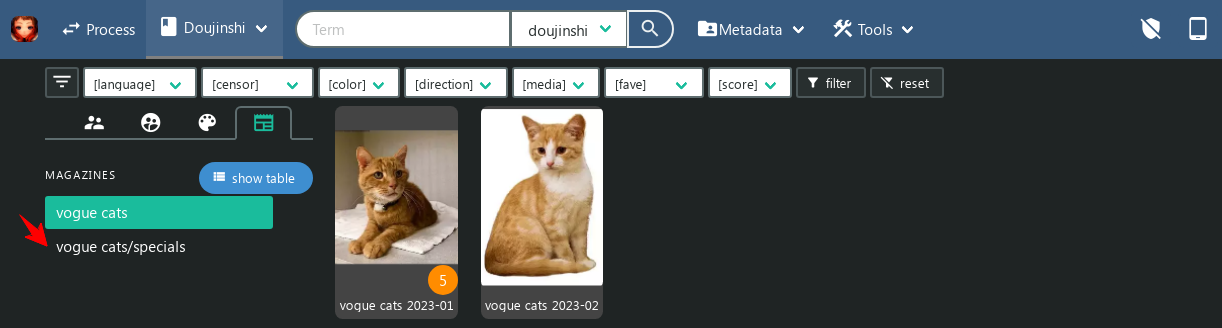 Process Doujinshi Term doujinshi Metadata Tools
[language] [censor] [color] [direction] [media] [fave] [score] filter reset
MAGAZINES show table
vogue cats
vogue cats/specials
5
vogue cats 2023-01 vogue cats 2023-02